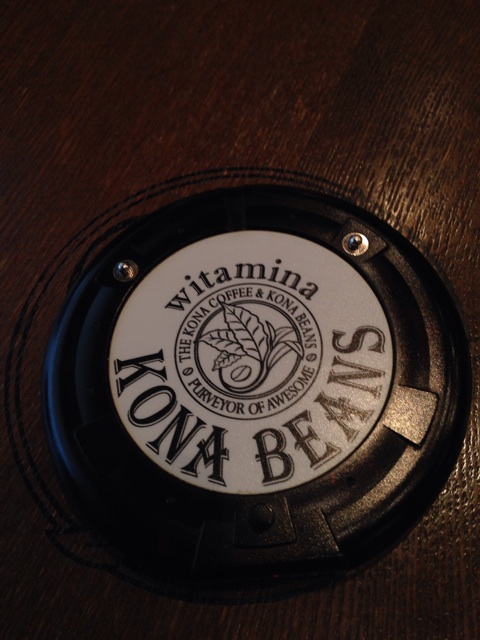 witamina
THE KONA COFFEE & KONA BEANS
PURVEYOR OF AWESOME
KONA BEANS